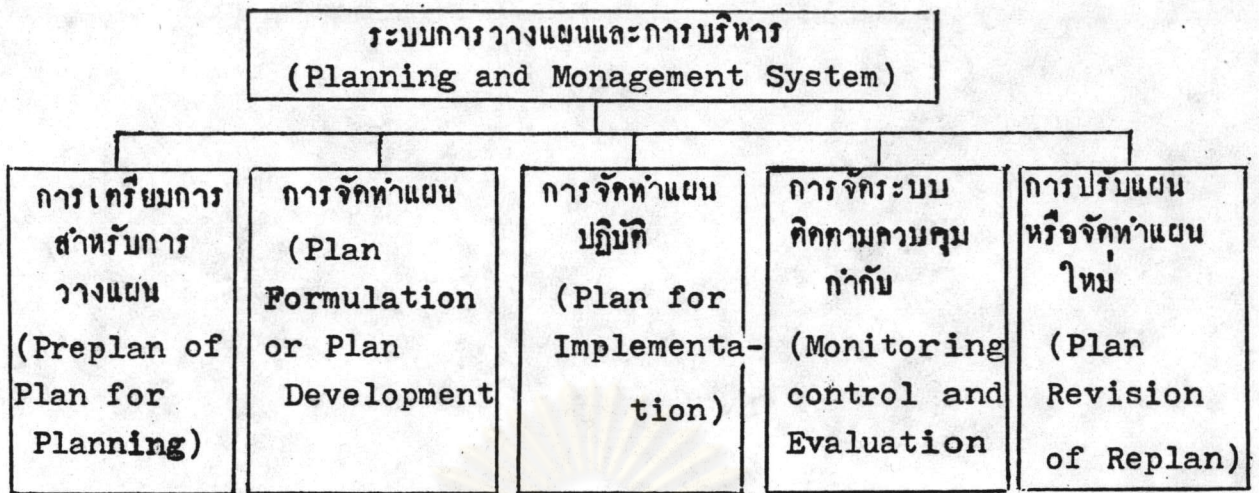 ระบบการวางแผนและการบริหาร
(Planning and Monagement System)
การเตรียมการ
สำหรับการ
วางแผน
(Preplan of
Plan for
Planning)
การจัดทำแผน
(Plan
Formulation
or Plan
Development
การจัดทำแผน
ปฏิบัติ
(Plan for
Implementa-
tion)
การจัดระบบ
ติดตามควบคุม
กำกับ
(Monitoring
control and
Evaluation
การปรับแผน
หรือจัดทำแผน
ใหม่
(Plan
Revision
of Replan)